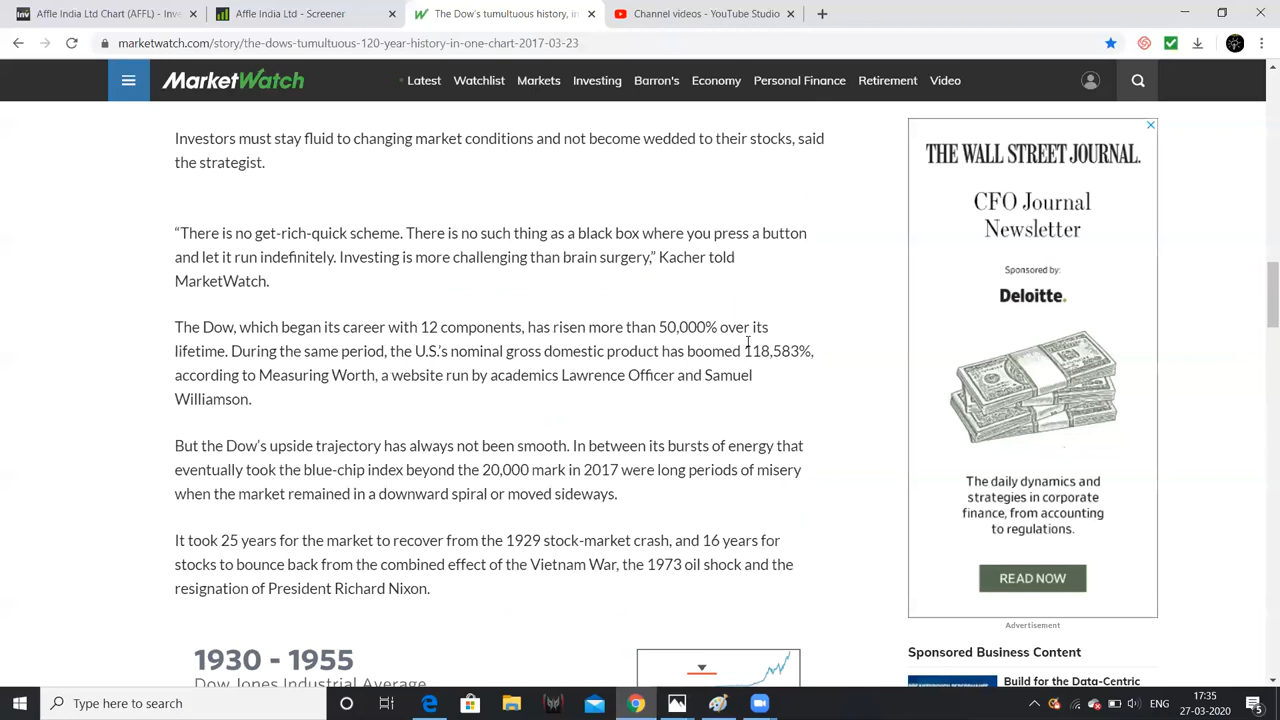 Affle India Ltd Chart (AFFL) - Inv
Affle India Ltd - Screener
The Dow's tumultuous history, in
Channel videos - YouTube Studio
marketwatch.com/story/the-dows-tumultuous-120-year-history-in-one-chart-2017-03-23
MarketWatch
Latest Watchlist Markets Investing Barron's Economy Personal Finance Retirement Video
Investors must stay fluid to changing market conditions and not become wedded to their stocks, said
the strategist.
“There is no get-rich-quick scheme. There is no such thing as a black box where you press a button
and let it run indefinitely. Investing is more challenging than brain surgery,” Kacher told
MarketWatch.
The Dow, which began its career with 12 components, has risen more than 50,000% over its
lifetime. During the same period, the U.S.’s nominal gross domestic product has boomed 118,583%,
according to Measuring Worth, a website run by academics Lawrence Officer and Samuel
Williamson.
But the Dow’s upside trajectory has always not been smooth. In between its bursts of energy that
eventually took the blue-chip index beyond the 20,000 mark in 2017 were long periods of misery
when the market remained in a downward spiral or moved sideways.
It took 25 years for the market to recover from the 1929 stock-market crash, and 16 years for
stocks to bounce back from the combined effect of the Vietnam War, the 1973 oil shock and the
resignation of President Richard Nixon.
1930 - 1955
Dow Jones Industrial Average
THE WALL STREET JOURNAL.
CFO Journal
Newsletter
Sponsored by:
Deloitte.
The daily dynamics and
strategies in corporate
finance, from accounting
to regulations.
READ NOW
Advertisement
Sponsored Business Content
Build for the Data-Centric
Type here to search
ENG
17:35
27-03-2020
5